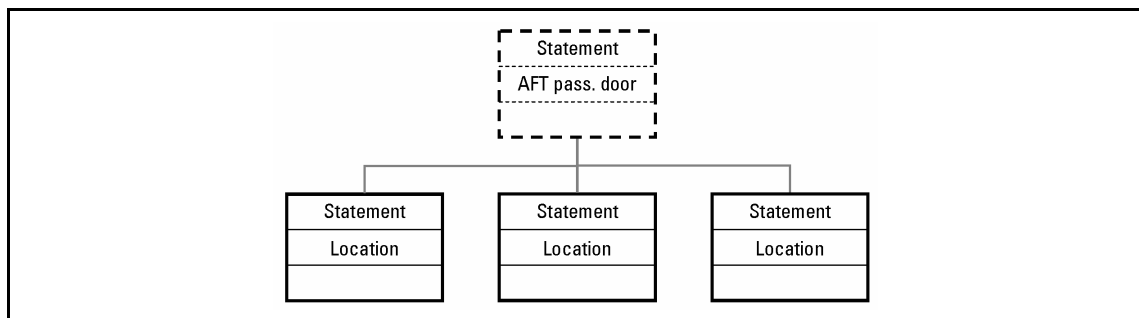 Statement
AFT pass. door
Statement Statement Statement
Location Location Location